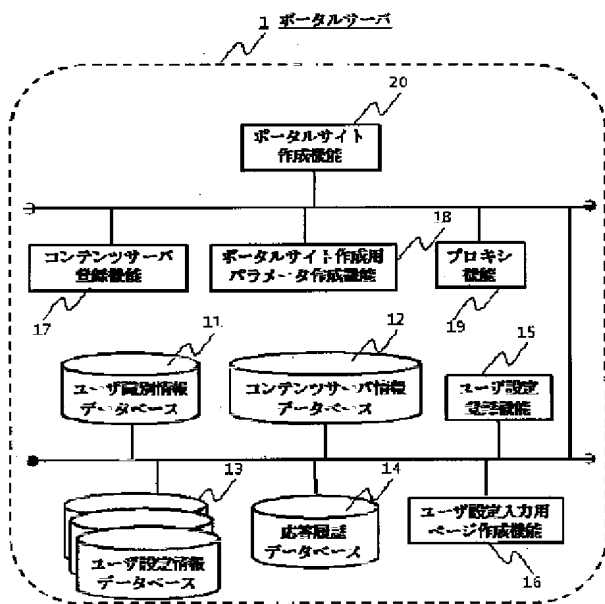 1 ポータルサーバ
20
ポータルサイト
作成機能
18
コンテンツサーバ
登録機能
ポータルサイト作成用
パラメータ作成機能
プロキシ
機能
17
19
11
12
15
ユーザ識別情報
データベース
コンテンツサーバ情報
データベース
ユーザ設定
登録機能
13
14
ユーザ設定情報
データベース
応答履歴
データベース
ユーザ設定入力用
ページ作成機能
16